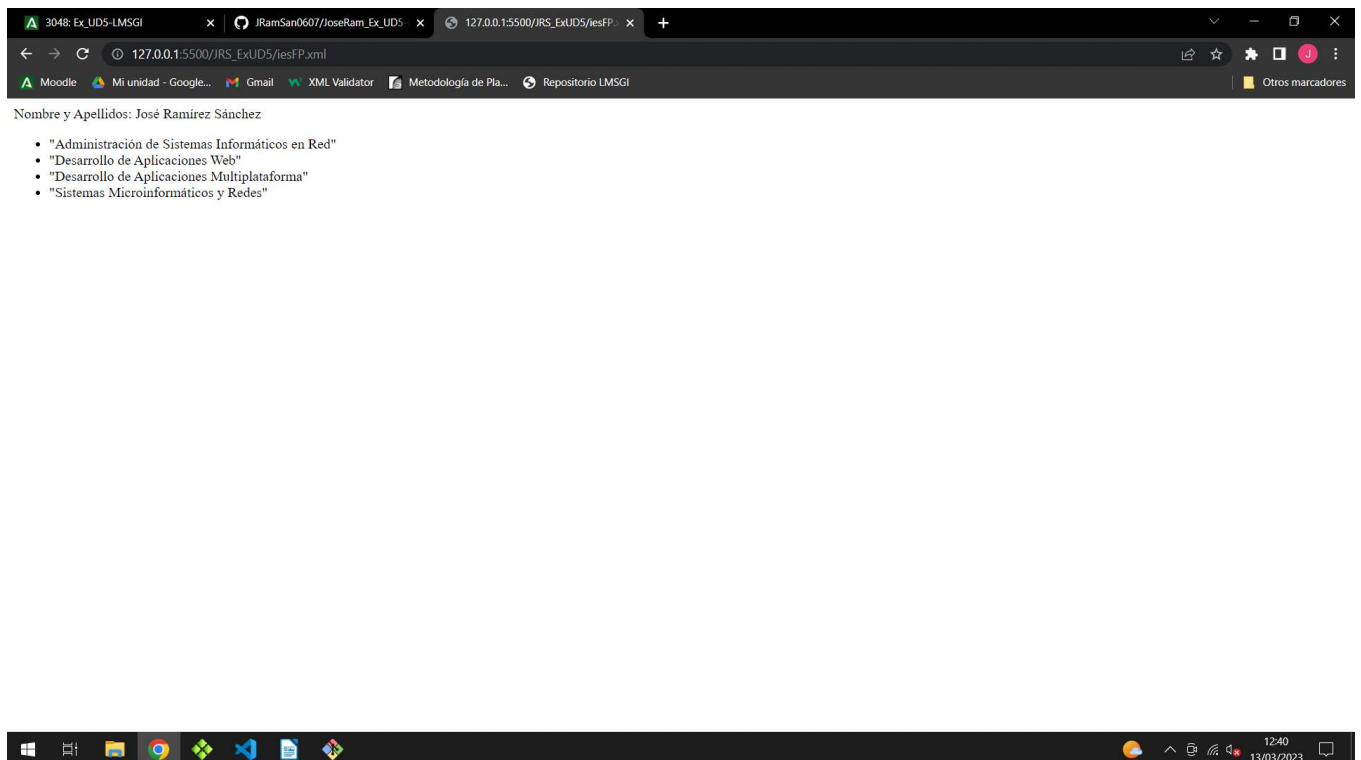 3048: Ex_UD5-LMSGI
JRamSan0607/JoseRam_Ex_UD5-
127.0.0.1:5500/JRS_ExUD5/iesFP.
127.0.0.1:5500/JRS_ExUD5/iesFP.xml
J
Moodle
Mi unidad - Google...
Gmail
XML Validator
Metodología de Pla...
Repositorio LMSGI
Otros marcadores
Nombre y Apellidos: José Ramírez Sánchez
• "Administración de Sistemas Informáticos en Red"
• "Desarrollo de Aplicaciones Web"
• "Desarrollo de Aplicaciones Multiplataforma"
• "Sistemas Microinformáticos y Redes"
12:40
13/03/2023